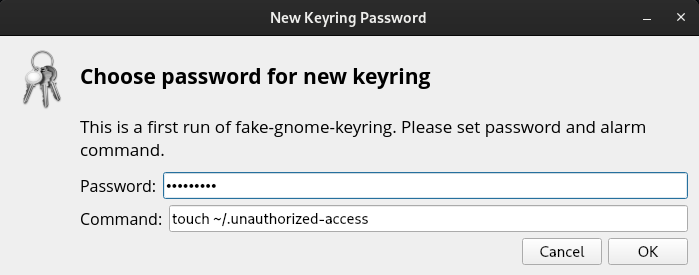 New Keyring Password
Choose password for new keyring
This is a first run of fake-gnome-keyring. Please set password and alarm
command.
Password: •••••••••
Command: touch ~/.unauthorized-access
Cancel OK